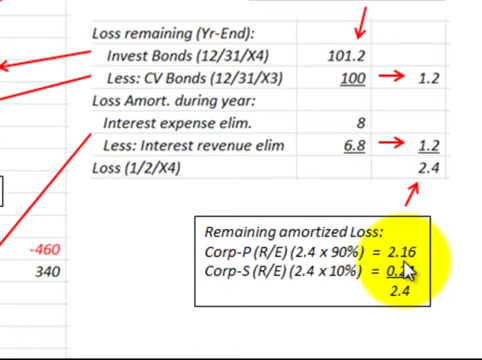 Loss remaining (Yr-End):
Invest Bonds (12/31/X4) 101.2
Less: CV Bonds (12/31/X3) 100 1.2
Loss Amort. during year:
Interest expense elim. 8
Less: Interest revenue elim 6.8 1.2
Loss (1/2/X4) 2.4
Remaining amortized Loss:
Corp-P (R/E) (2.4 x 90%) = 2.16
-460
Corp-S (R/E) (2.4 x 10%) =
340
2.4